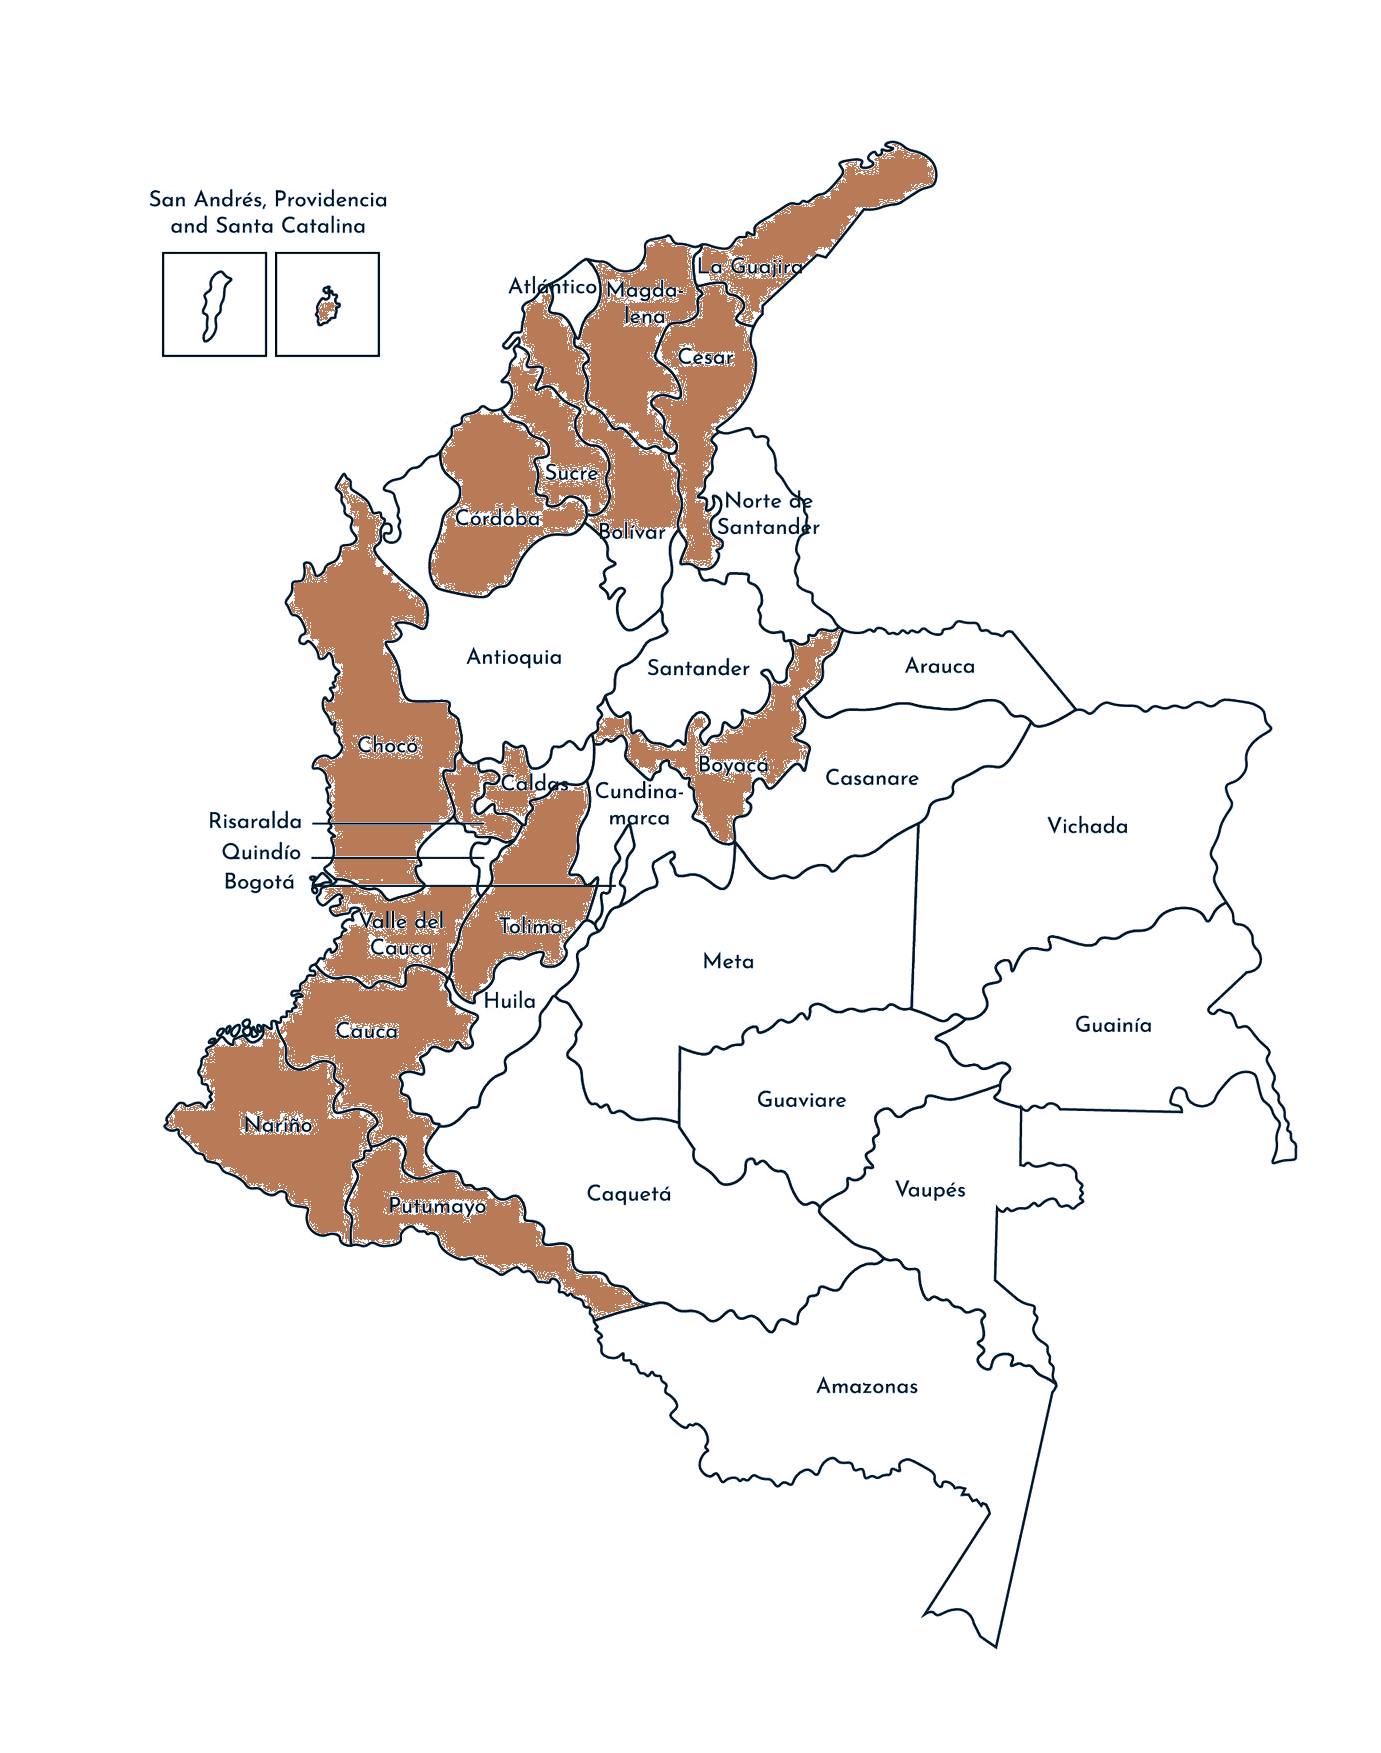 San Andrés, Providencia
and Santa Catalina
La Guajira
Atlántico
Magda-
lena
Cesar
Sucre
Norte de
Santander
Córdoba
Bolívar
Antioquia
Santander
Arauca
Chocó
Boyacá
Casanare
Caldas
Cundina-
marca
Risaralda
Vichada
Quindío
Bogotá
Valle del
Cauca
Tolima
Meta
Huila
Cauca
Guainía
Guaviare
Nariño
Caquetá
Vaupés
Putumayo
Amazonas